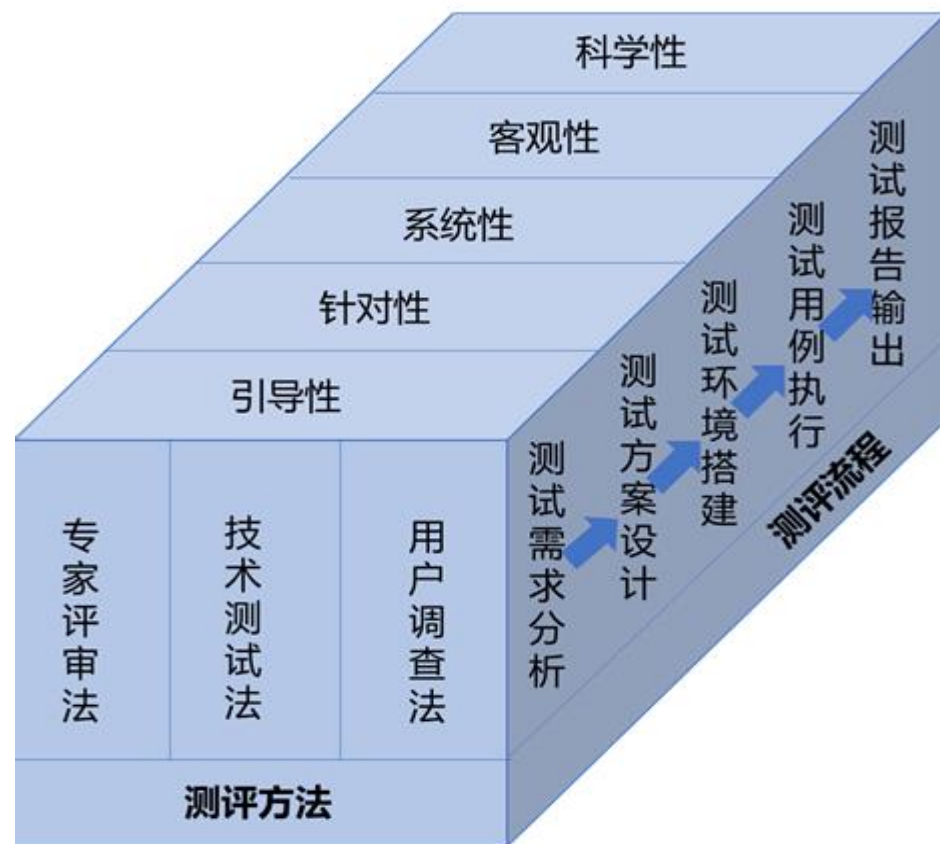 科学性
客观性
系统性
针对性
引导性
专家评审法
技术测试法
用户调查法
测评方法
测试需求分析
测试方案设计
测试环境搭建
测试用例执行
测试报告输出
测评流程